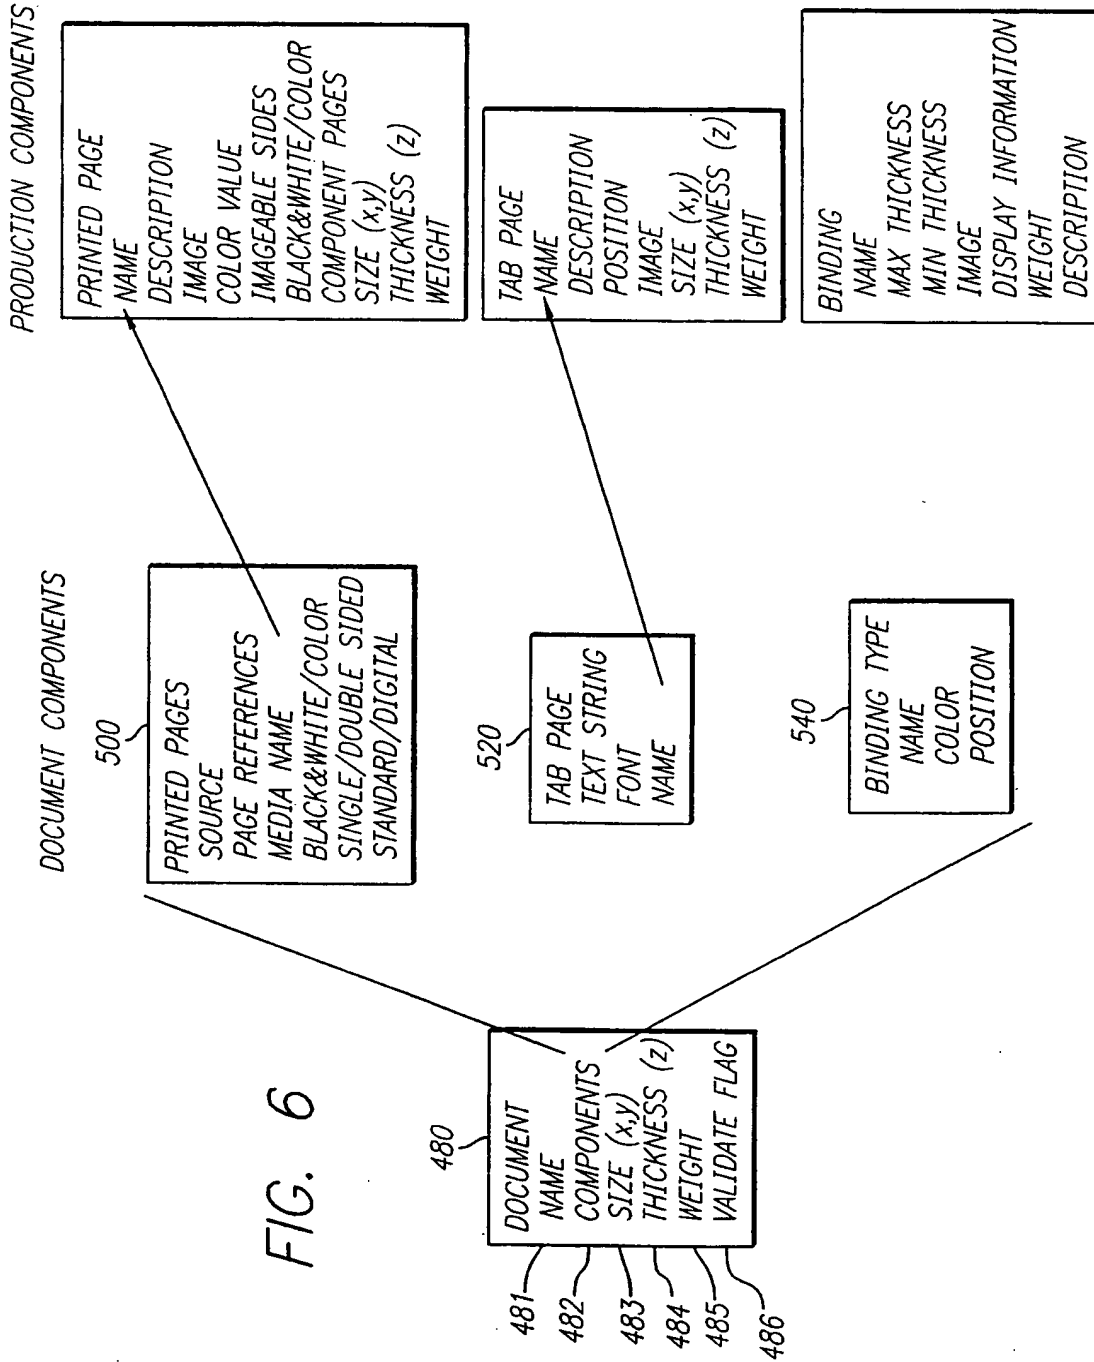 FIG. 6
480
DOCUMENT
NAME
COMPONENTS
SIZE (x,y)
THICKNESS (z)
WEIGHT
VALIDATE FLAG
481
482
483
484
485
486
DOCUMENT COMPONENTS
500
PRINTED PAGES
SOURCE
PAGE REFERENCES
MEDIA NAME
BLACK&WHITE/COLOR
SINGLE/DOUBLE SIDED
STANDARD/DIGITAL
520
TAB PAGE
TEXT STRING
FONT
NAME
540
BINDING TYPE
NAME
COLOR
POSITION
PRODUCTION COMPONENTS
PRINTED PAGE
NAME
DESCRIPTION
IMAGE
COLOR VALUE
IMAGEABLE SIDES
BLACK&WHITE/COLOR
COMPONENT PAGES
SIZE (x,y)
THICKNESS (z)
WEIGHT
TAB PAGE
NAME
DESCRIPTION
POSITION
IMAGE
SIZE (x,y)
THICKNESS (z)
WEIGHT
BINDING
NAME
MAX THICKNESS
MIN THICKNESS
IMAGE
DISPLAY INFORMATION
WEIGHT
DESCRIPTION